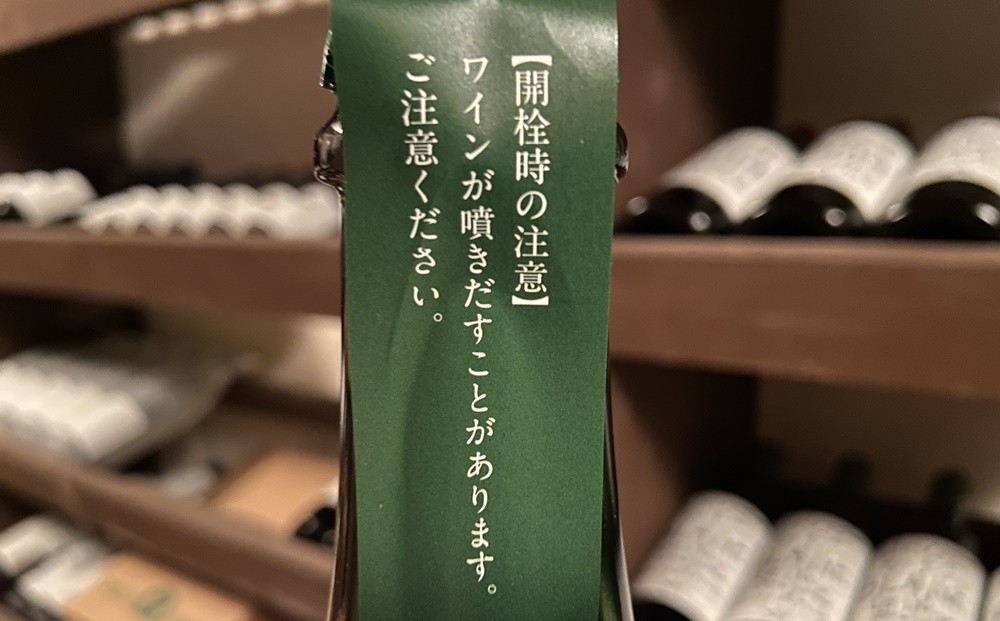 【開栓時の注意】
ワインが噴きだすことがあります。
ご注意ください。